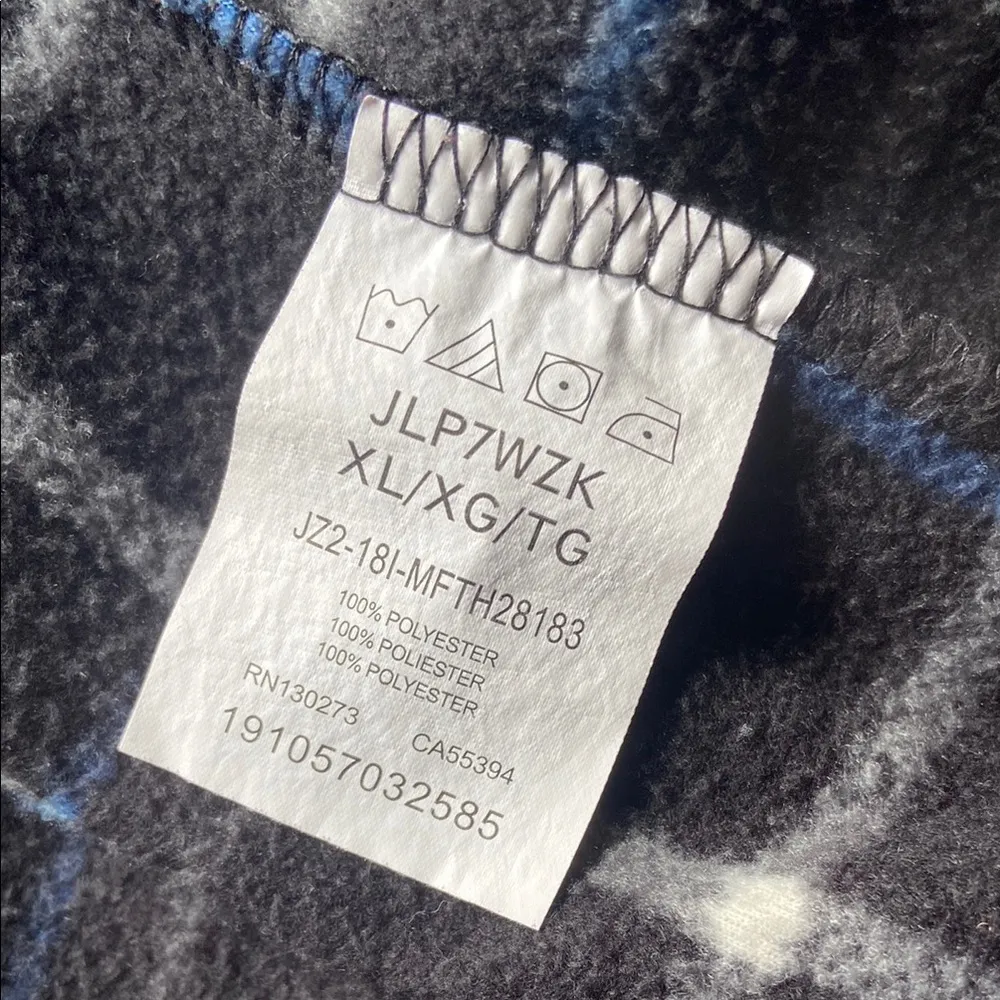 JLP7WZK
XL/XG/TG
JZ2-18I-MFTH28183
100% POLYESTER
100% POLIESTER
100% POLYESTER
RN130273 CA55394
191057032585